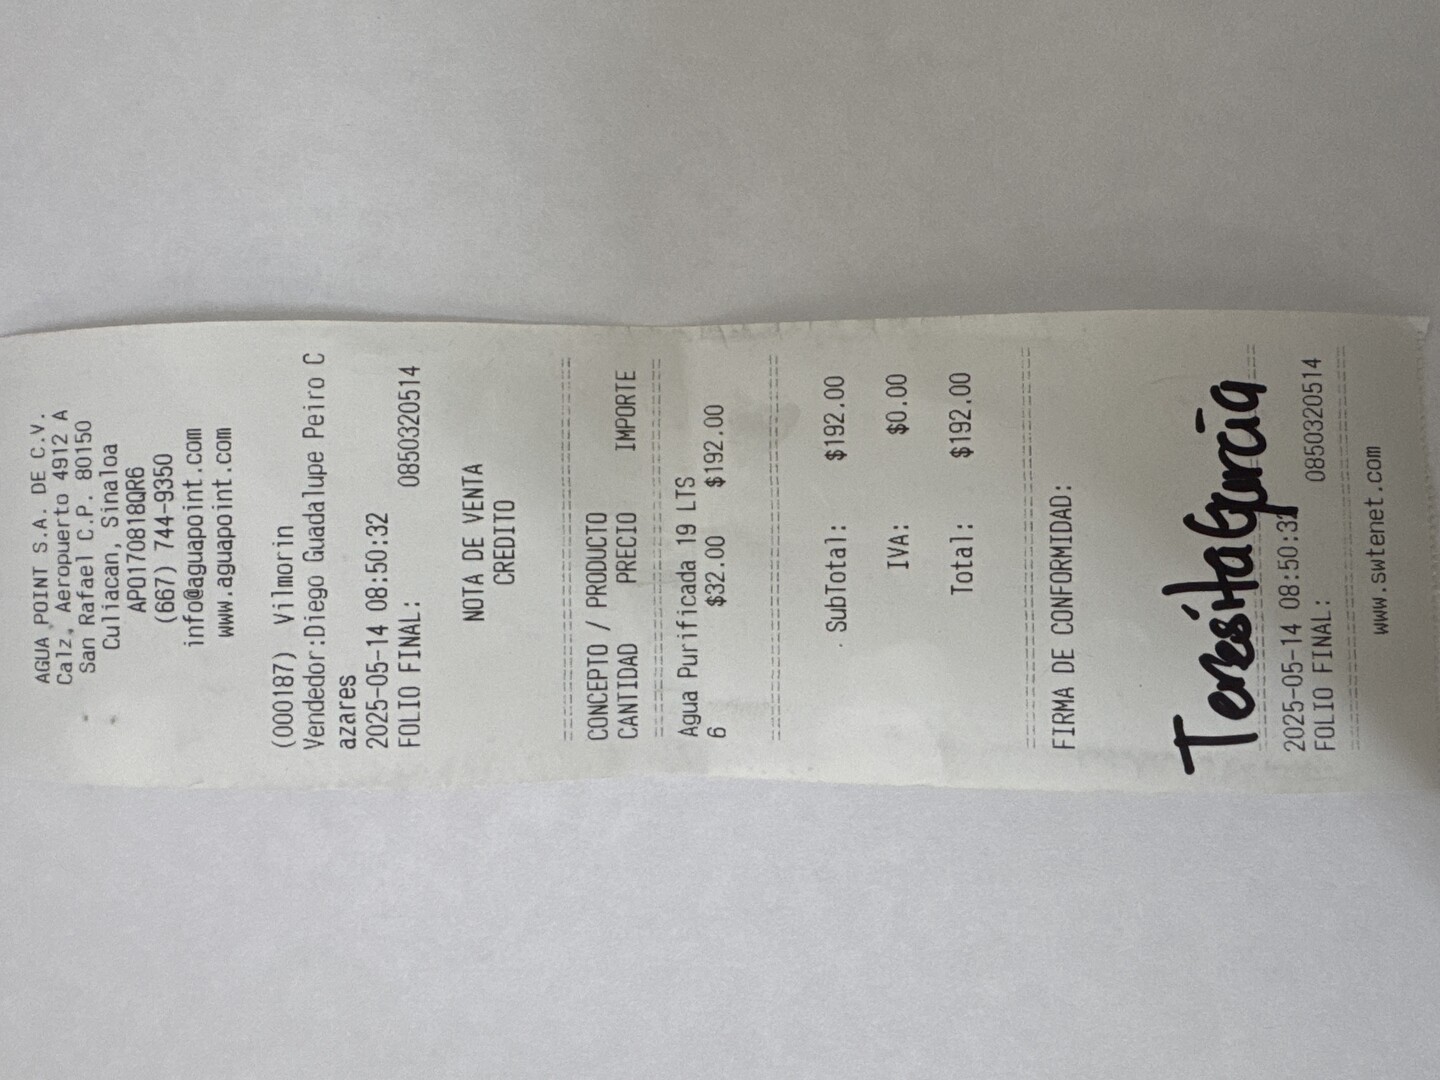 AGUA POINT S.A. DE C.V.
Calz. Aeropuerto 4912 A
San Rafael C.P. 80150
Culiacan, Sinaloa
APO170818QR6
(667) 744-9350
info@aguapoint.com
www.aguapoint.com
(000187) Vilmorin
Vendedor:Diego Guadalupe Peiro C
azares
2025-05-14 08:50:32
FOLIO FINAL: 0850320514
NOTA DE VENTA
CREDITO
================================
CONCEPTO / PRODUCTO
CANTIDAD PRECIO IMPORTE
================================
Agua Purificada 19 LTS
6 $32.00 $192.00
================================
SubTotal: $192.00
IVA: $0.00
Total: $192.00
================================
FIRMA DE CONFORMIDAD:
Teresita Garcia
================================
2025-05-14 08:50:32
FOLIO FINAL: 0850320514
================================
www.swtenet.com